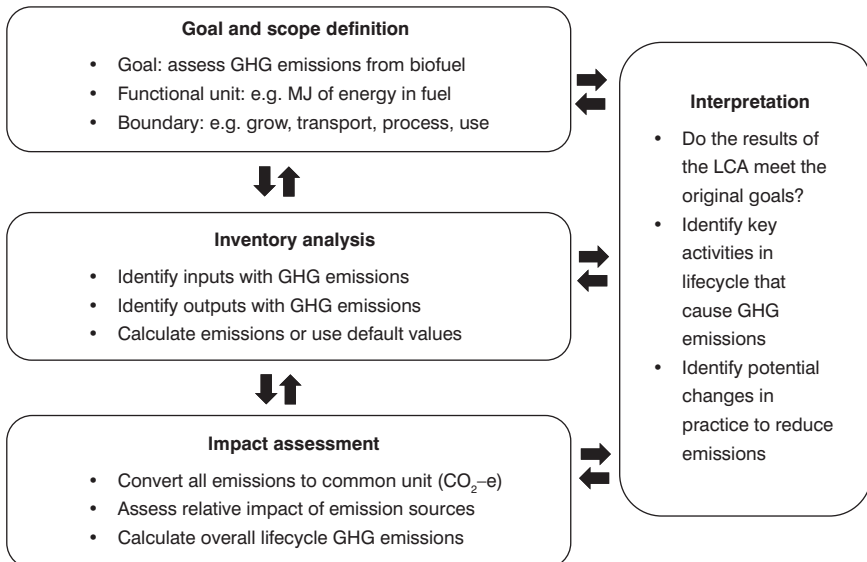 Goal and scope definition
• Goal: assess GHG emissions from biofuel
• Functional unit: e.g. MJ of energy in fuel
• Boundary: e.g. grow, transport, process, use
Inventory analysis
• Identify inputs with GHG emissions
• Identify outputs with GHG emissions
• Calculate emissions or use default values
Impact assessment
• Convert all emissions to common unit (CO₂–e)
• Assess relative impact of emission sources
• Calculate overall lifecycle GHG emissions
Interpretation
• Do the results of
the LCA meet the
original goals?
• Identify key
activities in
lifecycle that
cause GHG
emissions
• Identify potential
changes in
practice to reduce
emissions